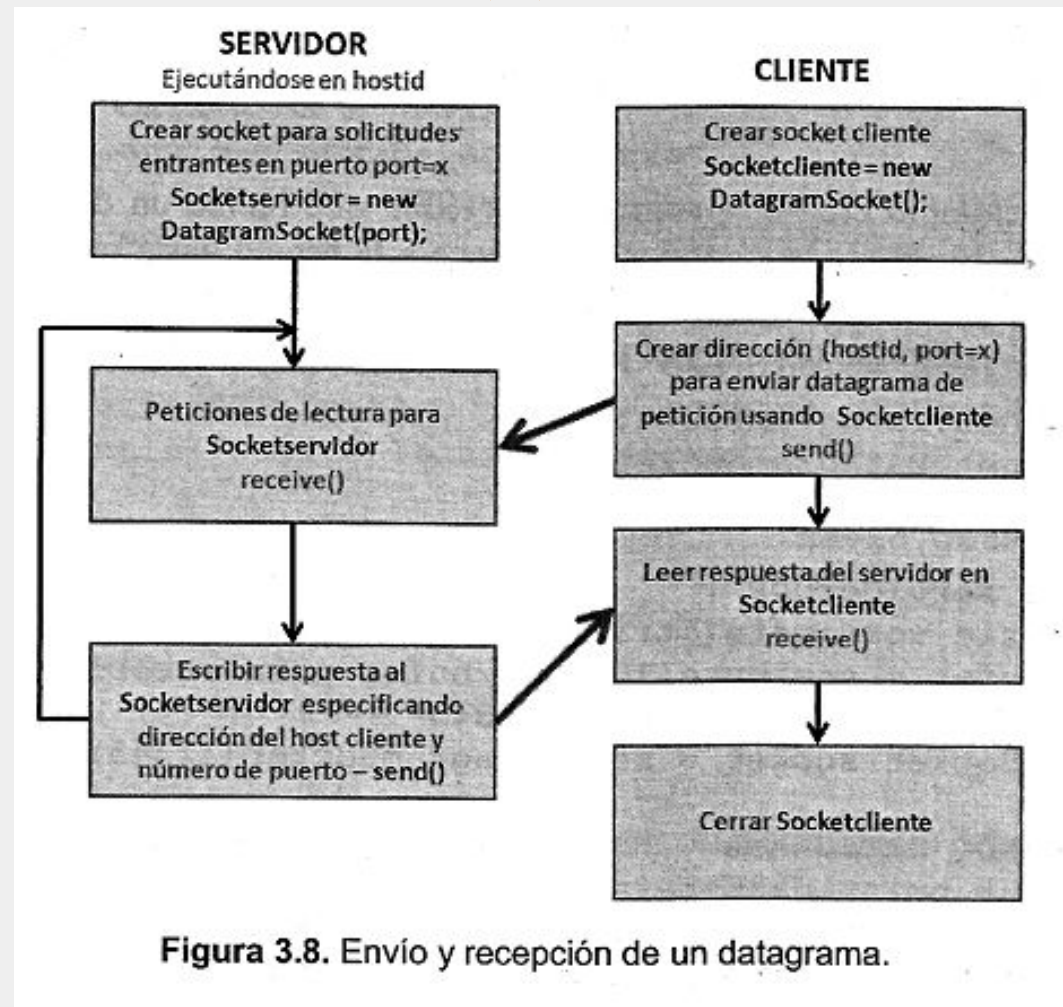 SERVIDOR
Ejecutándose en hostid
Crear socket para solicitudes
entrantes en puerto port=x
Socketservidor = new
DatagramSocket(port);
Peticiones de lectura para
Socketservidor
receive()
Escribir respuesta al
Socketservidor especificando
dirección del host cliente y
número de puerto – send()
CLIENTE
Crear socket cliente
Socketcliente = new
DatagramSocket();
Crear dirección (hostid, port=x)
para enviar datagrama de
petición usando Socketcliente
send()
Leer respuesta del servidor en
Socketcliente
receive()
Cerrar Socketcliente
Figura 3.8. Envío y recepción de un datagrama.